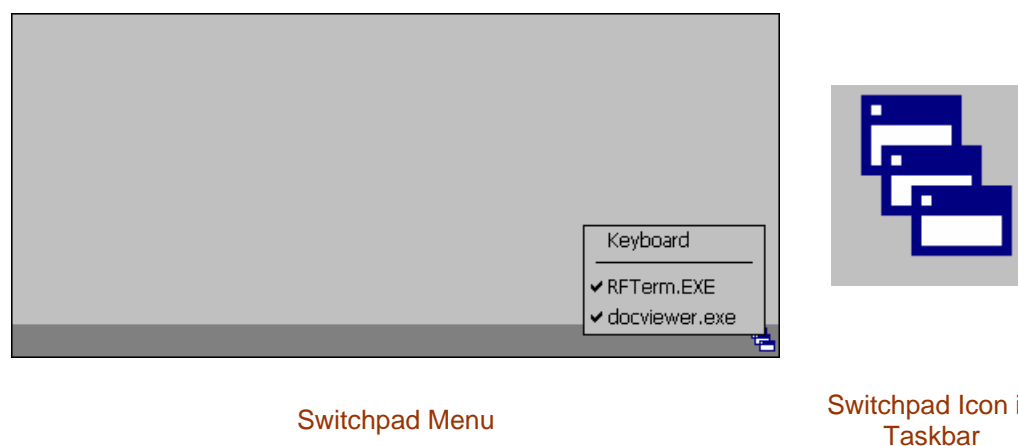 Keyboard
RFTerm.EXE
docviewer.exe
Switchpad Menu
Switchpad Icon
Taskbar